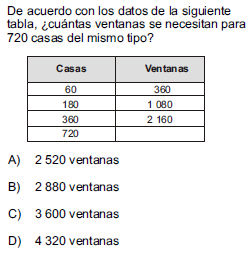 De acuerdo con los datos de la siguiente
tabla, ¿cuántas ventanas se necesitan para
720 casas del mismo tipo?
Casas Ventanas
60 360
180 1 080
360 2 160
720
A) 2 520 ventanas
B) 2 880 ventanas
C) 3 600 ventanas
D) 4 320 ventanas